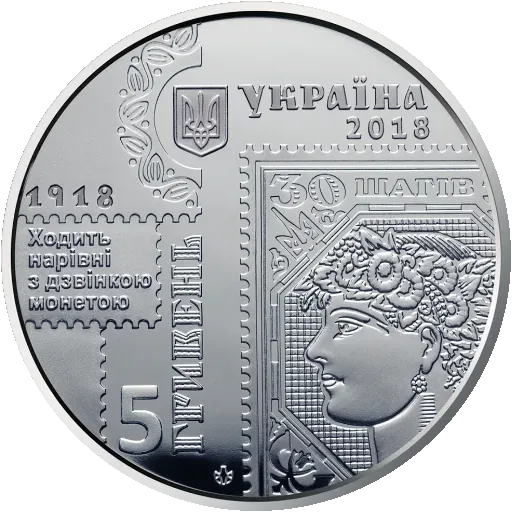 УКРАЇНА
2018
1918
Ходить
нарівні
з дзвінкою
монетою
30 ШАГІВ
5
ГРИВЕНЬ